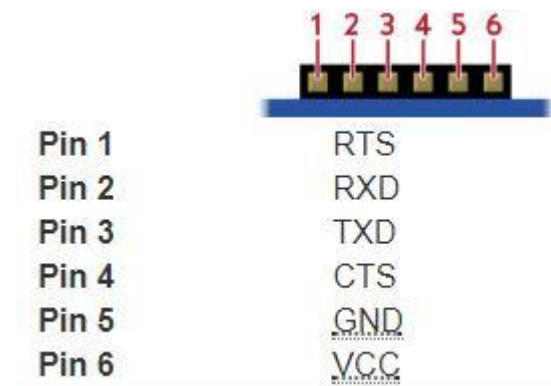 1 2 3 4 5 6
Pin 1 RTS
Pin 2 RXD
Pin 3 TXD
Pin 4 CTS
Pin 5 GND
Pin 6 VCC